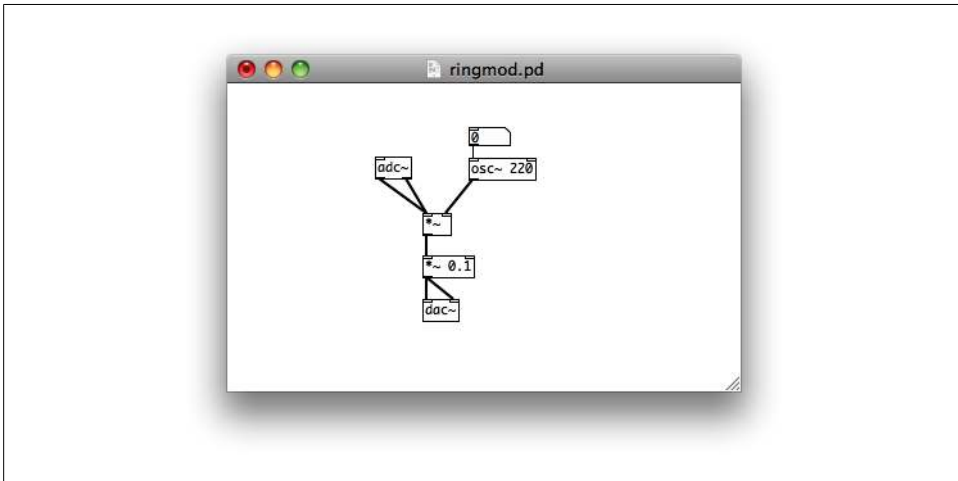 ringmod.pd
0
adc~
osc~ 220
*~
*~ 0.1
dac~